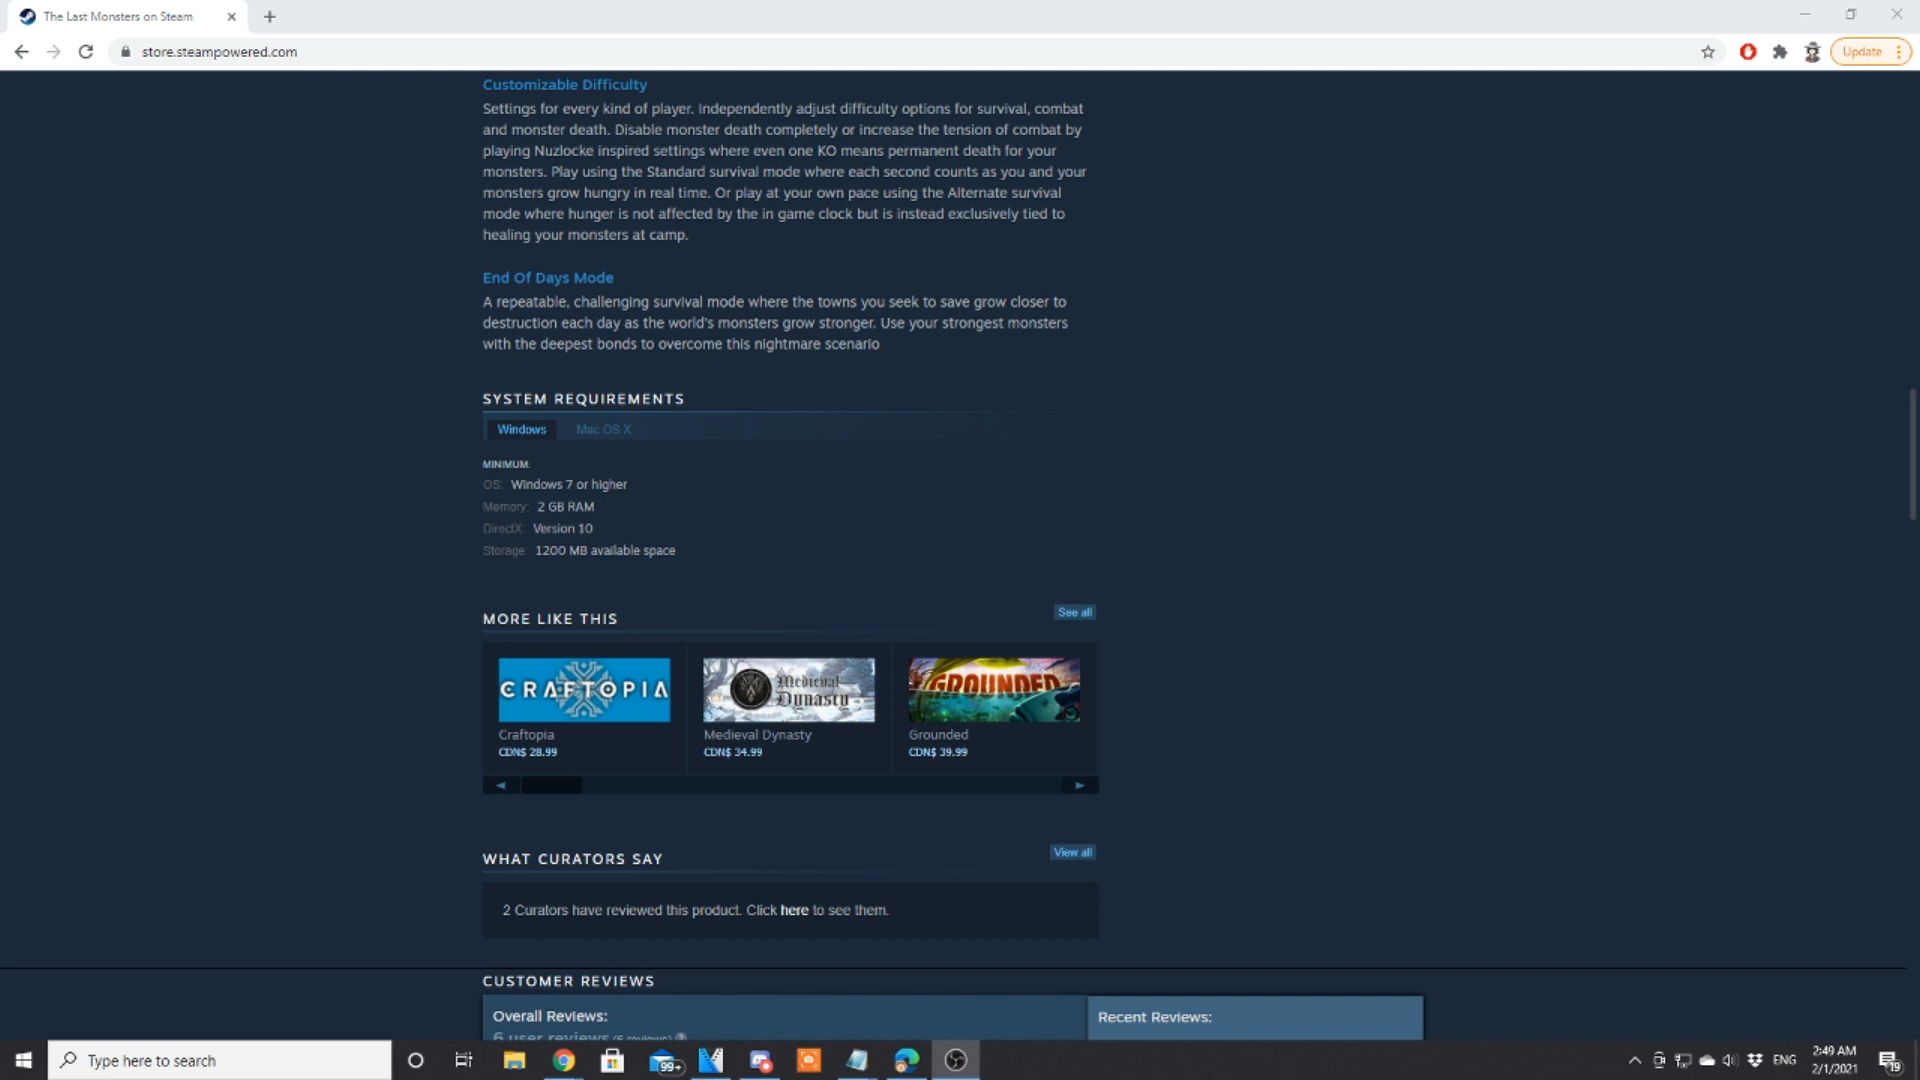 The Last Monsters on Steam
store.steampowered.com
Update
Customizable Difficulty
Settings for every kind of player. Independently adjust difficulty options for survival, combat
and monster death. Disable monster death completely or increase the tension of combat by
playing Nuzlocke inspired settings where even one KO means permanent death for your
monsters. Play using the Standard survival mode where each second counts as you and your
monsters grow hungry in real time. Or play at your own pace using the Alternate survival
mode where hunger is not affected by the in game clock but is instead exclusively tied to
healing your monsters at camp.
End Of Days Mode
A repeatable, challenging survival mode where the towns you seek to save grow closer to
destruction each day as the world's monsters grow stronger. Use your strongest monsters
with the deepest bonds to overcome this nightmare scenario
SYSTEM REQUIREMENTS
Windows Mac OS X
MINIMUM:
OS: Windows 7 or higher
Memory: 2 GB RAM
DirectX: Version 10
Storage: 1200 MB available space
MORE LIKE THIS
See all
CRAFTOPIA
Medieval Dynasty
GROUNDED
Craftopia
CDN$ 28.99
Medieval Dynasty
CDN$ 34.99
Grounded
CDN$ 39.99
WHAT CURATORS SAY
View all
2 Curators have reviewed this product. Click here to see them.
CUSTOMER REVIEWS
Overall Reviews:
6 user reviews (6 reviews)
Recent Reviews:
Type here to search
99+
ENG
2:49 AM
2/1/2021
19